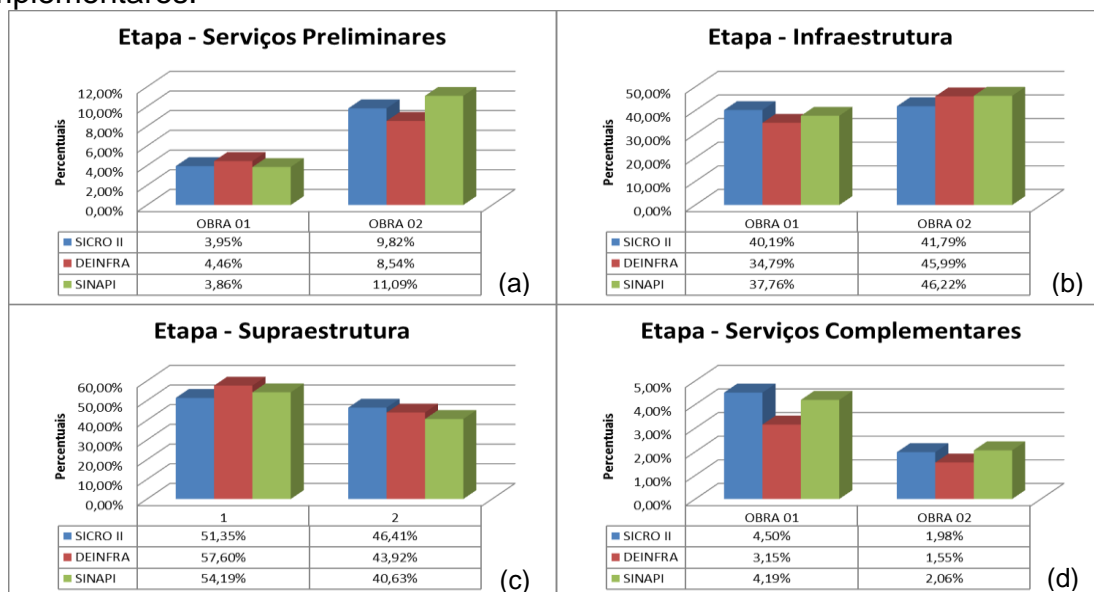 mplementares.
Etapa - Serviços Preliminares
Percentuais
12,00%
10,00%
8,00%
6,00%
4,00%
2,00%
0,00%
OBRA 01 OBRA 02
SICRO II 3,95% 9,82%
DEINFRA 4,46% 8,54%
SINAPI 3,86% 11,09%
(a)
Etapa - Infraestrutura
Percentuais
50,00%
40,00%
30,00%
20,00%
10,00%
0,00%
OBRA 01 OBRA 02
SICRO II 40,19% 41,79%
DEINFRA 34,79% 45,99%
SINAPI 37,76% 46,22%
(b)
Etapa - Supraestrutura
Percentuais
60,00%
50,00%
40,00%
30,00%
20,00%
10,00%
0,00%
1 2
SICRO II 51,35% 46,41%
DEINFRA 57,60% 43,92%
SINAPI 54,19% 40,63%
(c)
Etapa - Serviços Complementares
Percentuais
5,00%
4,00%
3,00%
2,00%
1,00%
0,00%
OBRA 01 OBRA 02
SICRO II 4,50% 1,98%
DEINFRA 3,15% 1,55%
SINAPI 4,19% 2,06%
(d)